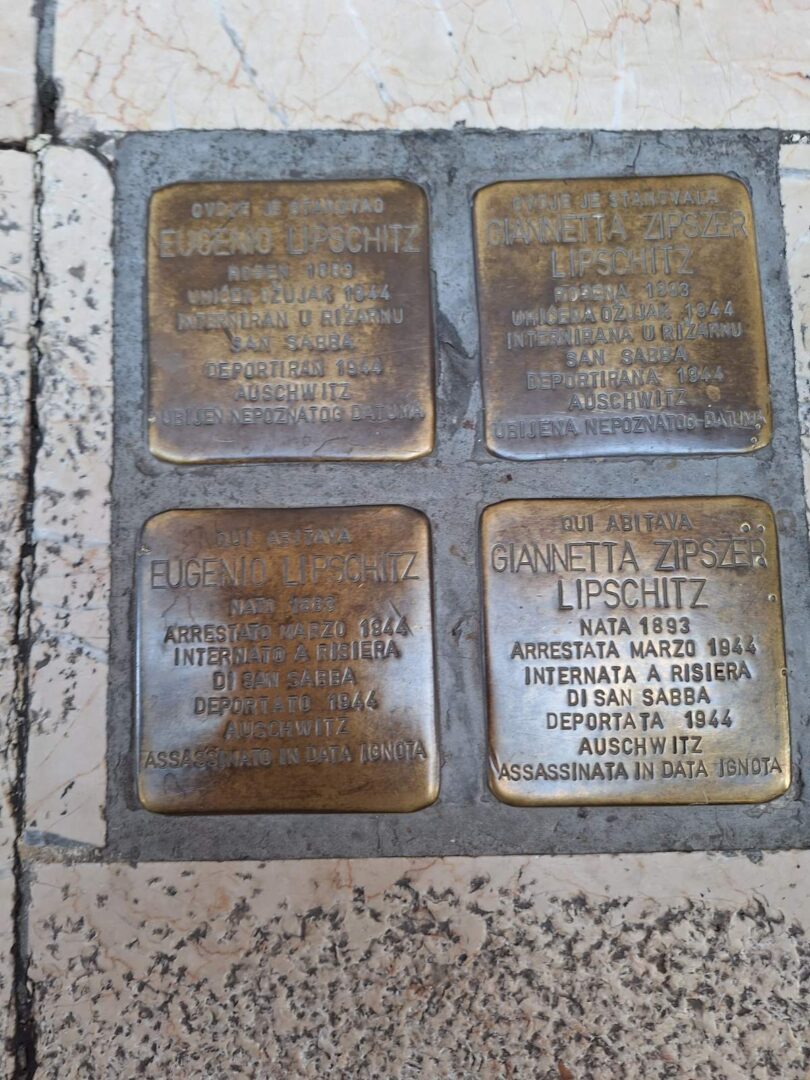 OVDJE JE STANOVAO
EUGENIO LIPSCHITZ
ROĐEN 1883
UHIĆEN OŽUJAK 1944
INTERNIRAN U RIŽARNU
SAN SABBA
DEPORTIRAN 1944
AUSCHWITZ
UBIJEN NEPOZNATOG DATUMA
OVDJE JE STANOVALA
GIANNETTA ZIPSZER
LIPSCHITZ
ROĐENA 1893
UHIĆENA OŽUJAK 1944
INTERNIRANA U RIŽARNU
SAN SABBA
DEPORTIRANA 1944
AUSCHWITZ
UBIJENA NEPOZNATOG DATUMA
QUI ABITAVA
EUGENIO LIPSCHITZ
NATO 1883
ARRESTATO MARZO 1944
INTERNATO A RISIERA
DI SAN SABBA
DEPORTATO 1944
AUSCHWITZ
ASSASSINATO IN DATA IGNOTA
QUI ABITAVA
GIANNETTA ZIPSZER
LIPSCHITZ
NATA 1893
ARRESTATA MARZO 1944
INTERNATA A RISIERA
DI SAN SABBA
DEPORTATA 1944
AUSCHWITZ
ASSASSINATA IN DATA IGNOTA